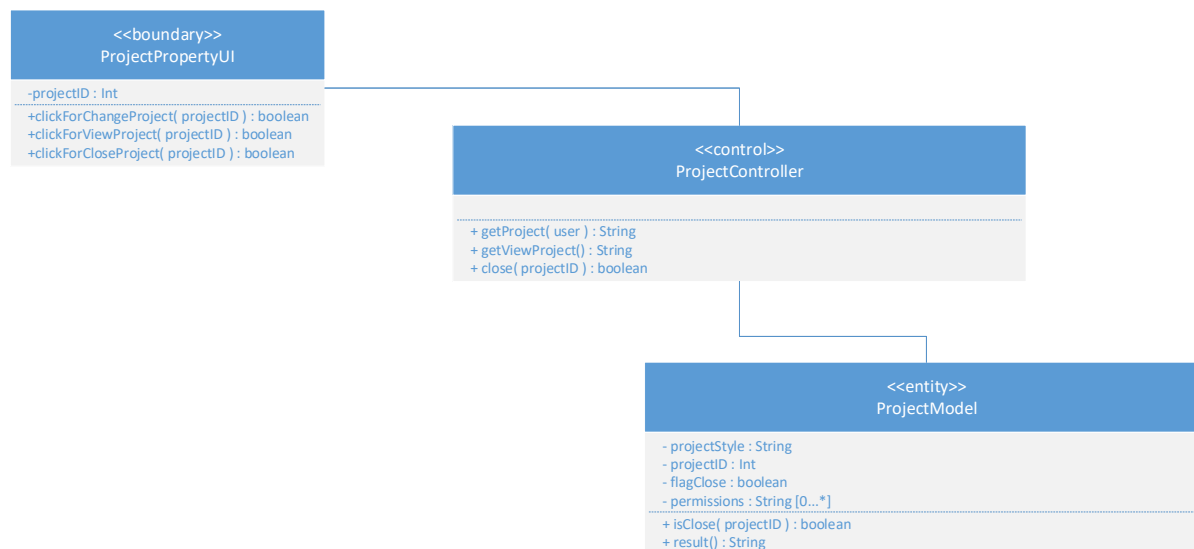 <<boundary>>
ProjectPropertyUI
-projectID : Int
+clickForChangeProject( projectID ) : boolean
+clickForViewProject( projectID ) : boolean
+clickForCloseProject( projectID ) : boolean
<<control>>
ProjectController
+ getProject( user ) : String
+ getViewProject() : String
+ close( projectID ) : boolean
<<entity>>
ProjectModel
- projectStyle : String
- projectID : Int
- flagClose : boolean
- permissions : String [0...*]
+ isClose( projectID ) : boolean
+ result() : String